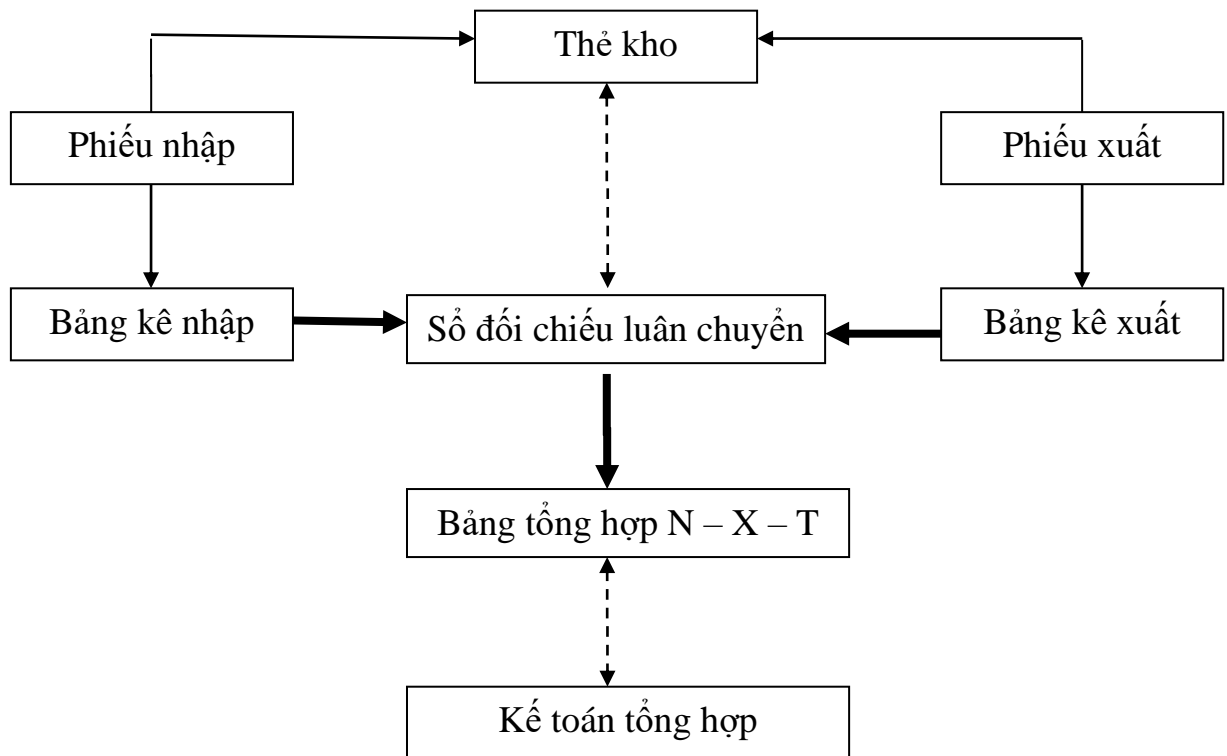 Thẻ kho
Phiếu nhập
Phiếu xuất
Bảng kê nhập
Sổ đối chiếu luân chuyển
Bảng kê xuất
Bảng tổng hợp N – X – T
Kế toán tổng hợp